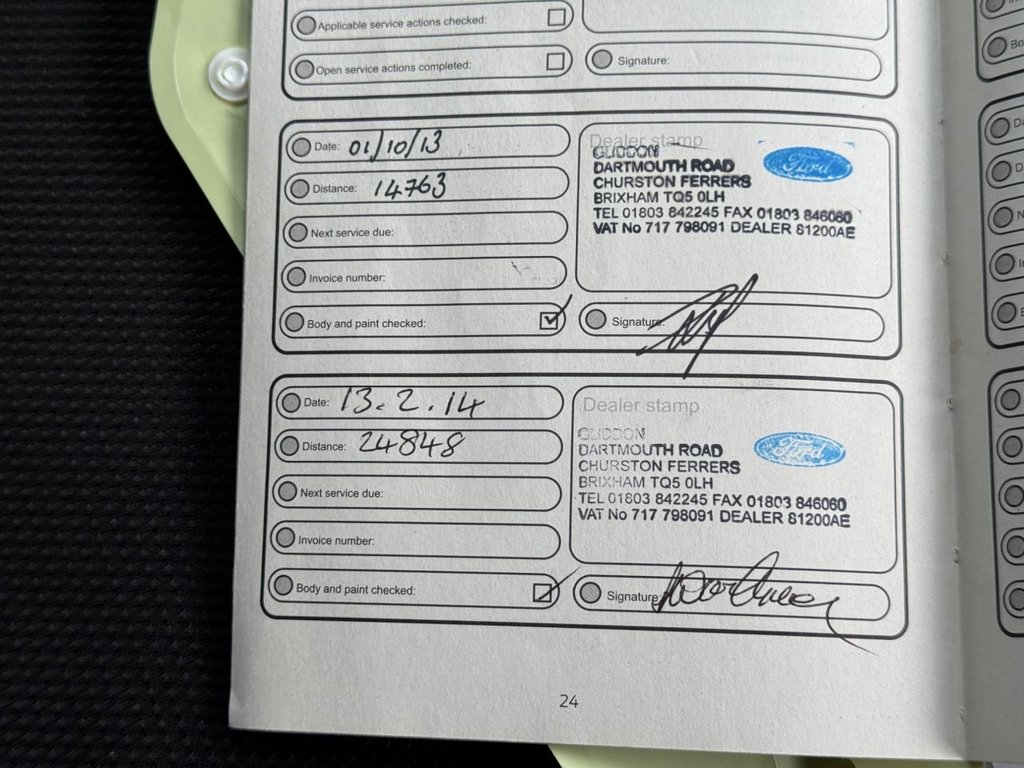 Applicable service actions checked:
Open service actions completed:
Signature:
Date: 01/10/13
Distance: 14763
Next service due:
Invoice number:
Body and paint checked:
Dealer stamp
GLIDDON
DARTMOUTH ROAD
CHURSTON FERRERS
BRIXHAM TQ5 0LH
TEL 01803 842245 FAX 01803 846060
VAT No 717 798091 DEALER 81200AE
Ford
Signature:
Date: 13.2.14
Distance: 24848
Next service due:
Invoice number:
Body and paint checked:
Dealer stamp
GLIDDON
DARTMOUTH ROAD
CHURSTON FERRERS
BRIXHAM TQ5 0LH
TEL 01803 842245 FAX 01803 846060
VAT No 717 798091 DEALER 81200AE
Ford
Signature:
24